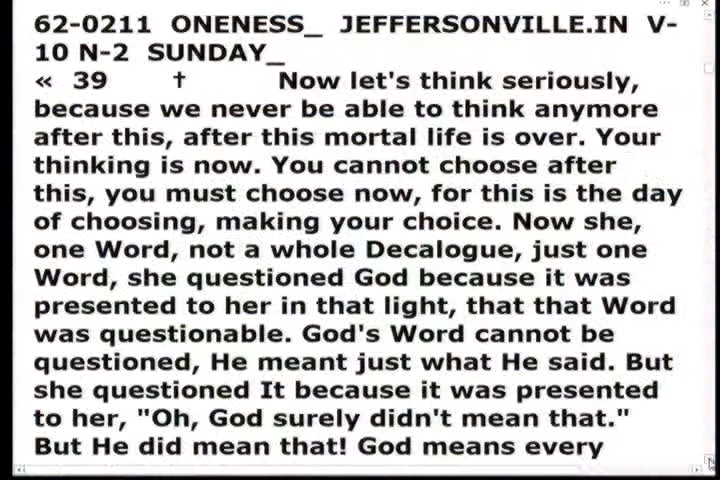 62-0211 ONENESS_ JEFFERSONVILLE.IN V-
10 N-2 SUNDAY_
« 39 † Now let's think seriously,
because we never be able to think anymore
after this, after this mortal life is over. Your
thinking is now. You cannot choose after
this, you must choose now, for this is the day
of choosing, making your choice. Now she,
one Word, not a whole Decalogue, just one
Word, she questioned God because it was
presented to her in that light, that that Word
was questionable. God's Word cannot be
questioned, He meant just what He said. But
she questioned It because it was presented
to her, "Oh, God surely didn't mean that."
But He did mean that! God means every